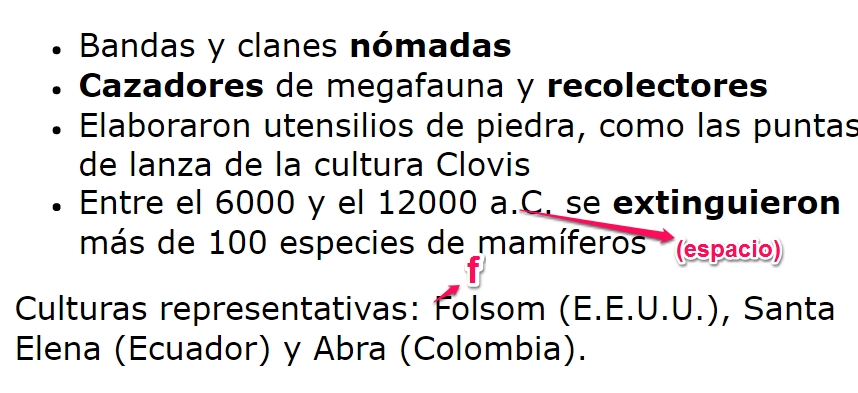 • Bandas y clanes nómadas
• Cazadores de megafauna y recolectores
• Elaboraron utensilios de piedra, como las puntas
de lanza de la cultura Clovis
• Entre el 6000 y el 12000 a.C. se extinguieron
más de 100 especies de mamíferos (espacio)
f
Culturas representativas: Folsom (E.E.U.U.), Santa
Elena (Ecuador) y Abra (Colombia).